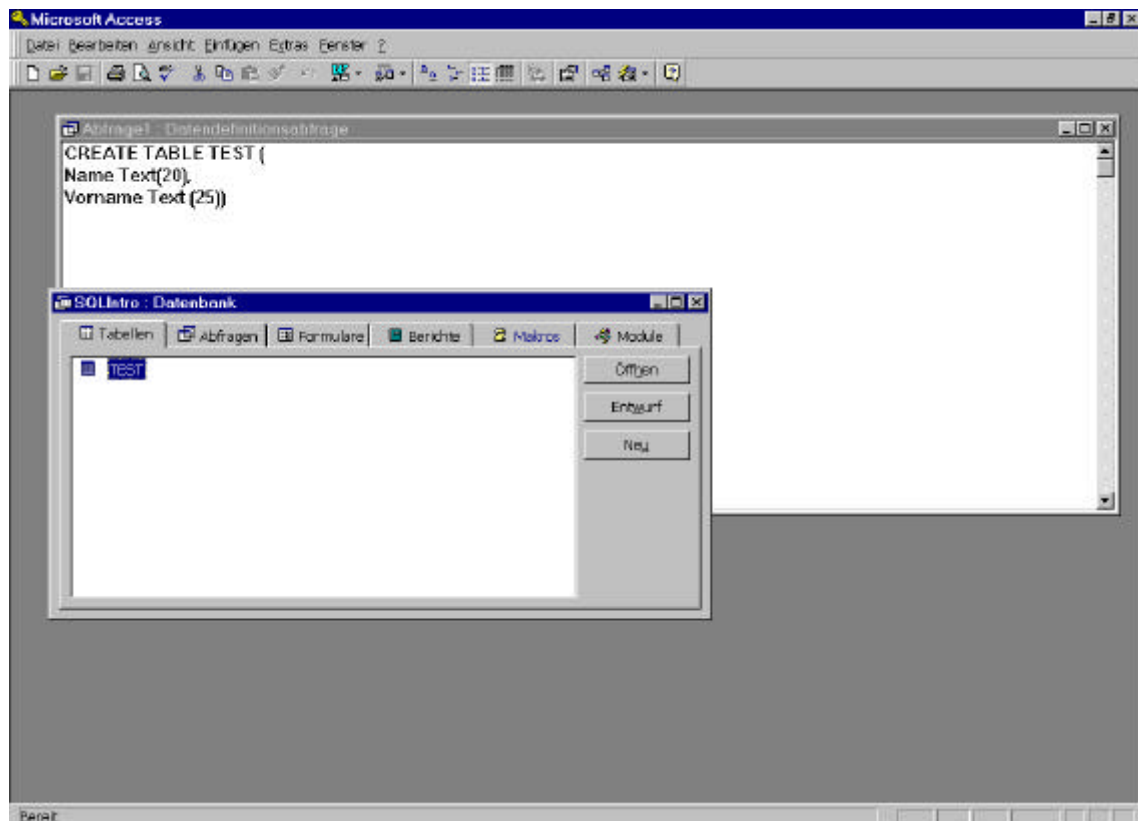 Microsoft Access
Datei Bearbeiten Ansicht Einfügen Extras Fenster ?
Abfrage1 : Datendefinitionsabfrage
CREATE TABLE TEST (
Name Text(20),
Vorname Text (25))
SQLIntro : Datenbank
Tabellen Abfragen Formulare Berichte Makros Module
TEST
Öffnen
Entwurf
Neu
Bereit